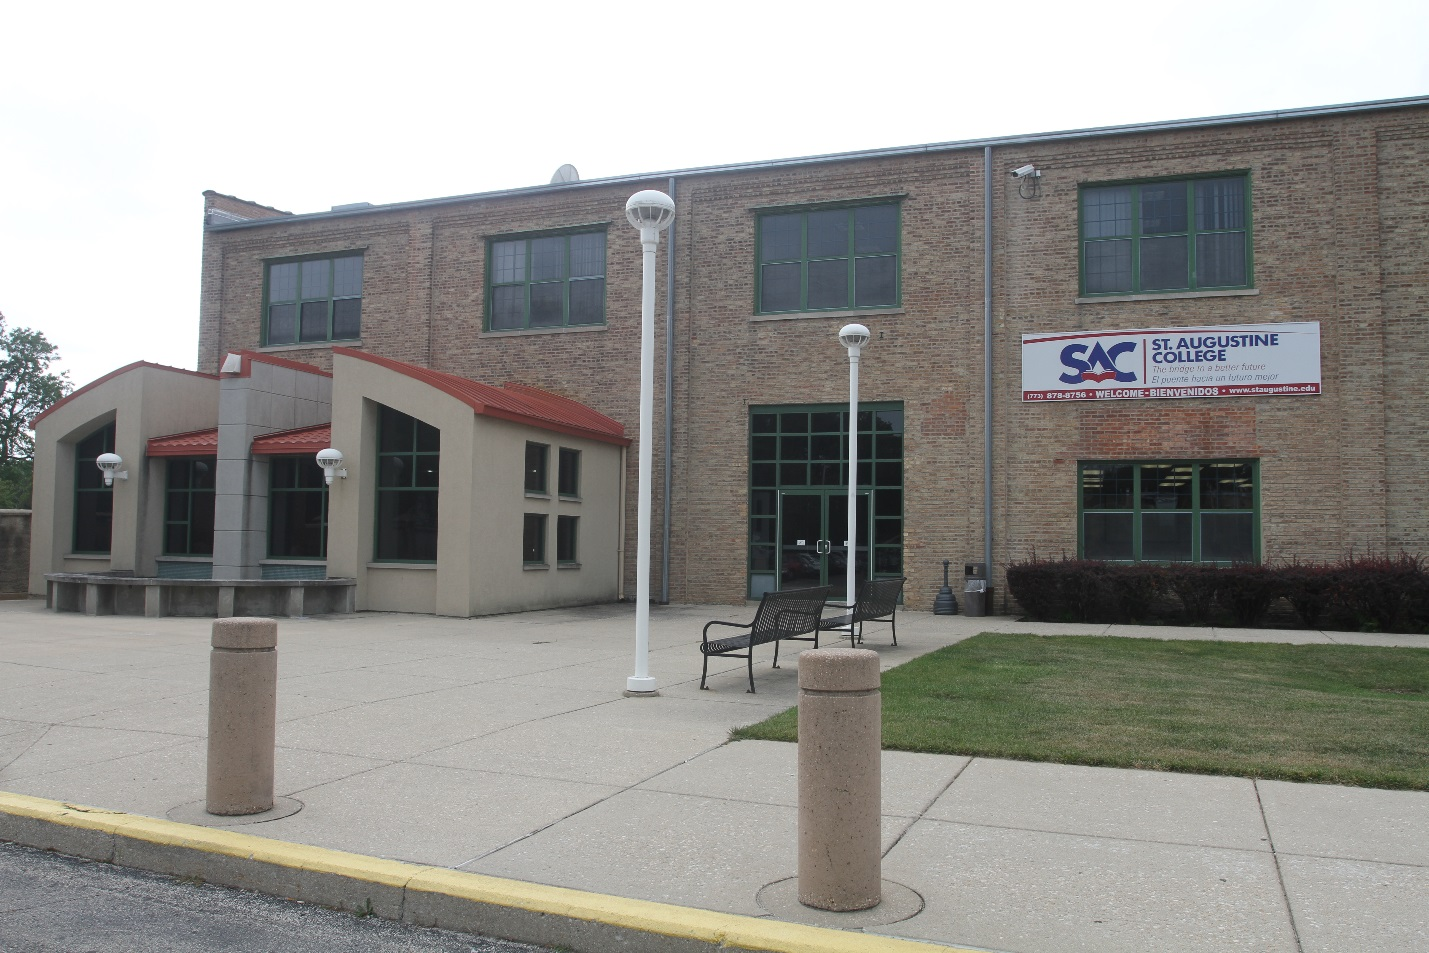 SAC
ST. AUGUSTINE
COLLEGE
The bridge to a better future
El puente hacia un futuro mejor
(773) 878-8756 • WELCOME-BIENVENIDOS • www.staugustine.edu